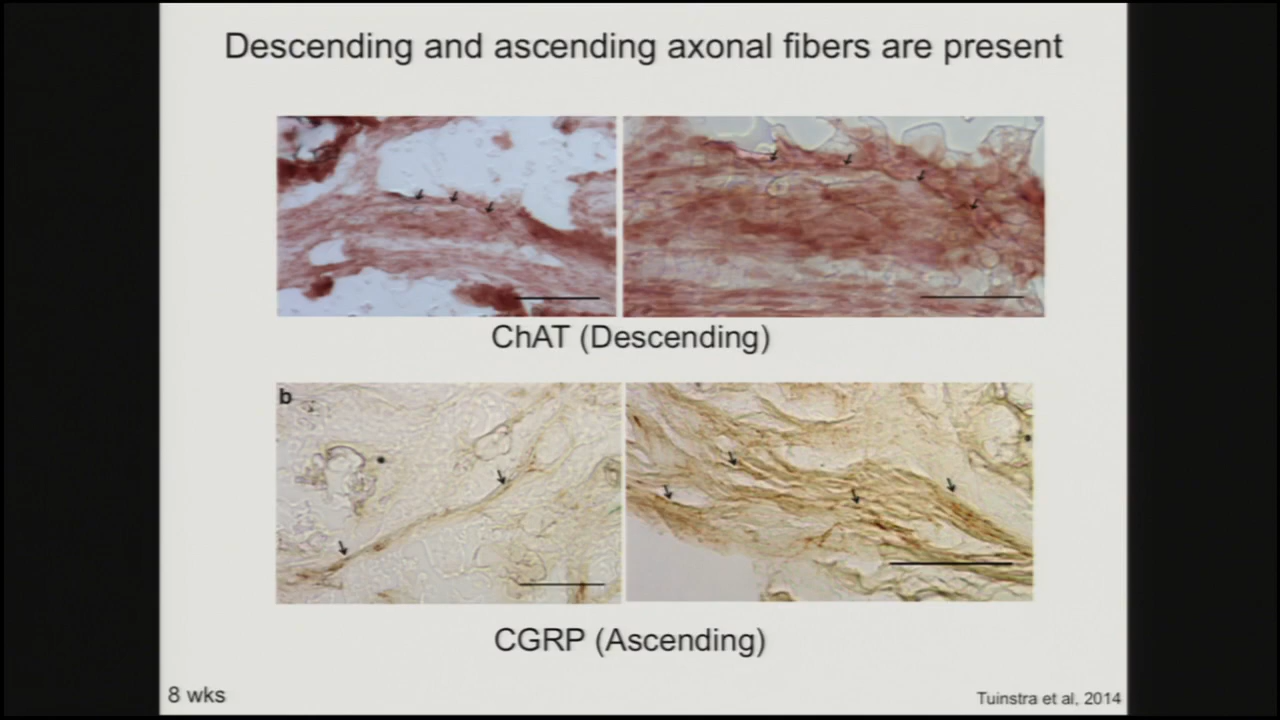 Descending and ascending axonal fibers are present
ChAT (Descending)
b
CGRP (Ascending)
8 wks
Tuinstra et al, 2014